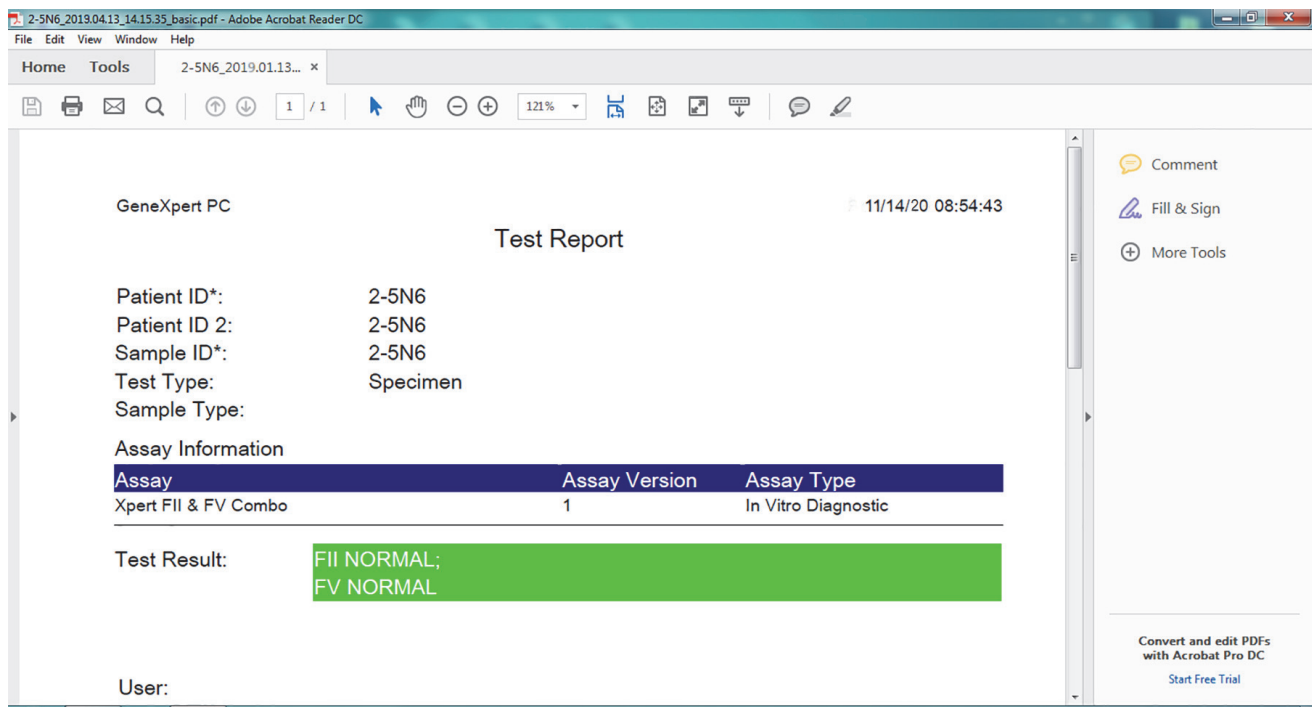 2-5N6_2019.04.13_14.15.35_basic.pdf - Adobe Acrobat Reader DC
File Edit View Window Help
Home Tools 2-5N6_2019.01.13... ×
1 / 1 121%
Comment
Fill & Sign
More Tools
GeneXpert PC 11/14/20 08:54:43
Test Report
Patient ID*: 2-5N6
Patient ID 2: 2-5N6
Sample ID*: 2-5N6
Test Type: Specimen
Sample Type:
Assay Information
Assay Assay Version Assay Type
Xpert FII & FV Combo 1 In Vitro Diagnostic
Test Result: FII NORMAL;
FV NORMAL
User:
Convert and edit PDFs
with Acrobat Pro DC
Start Free Trial